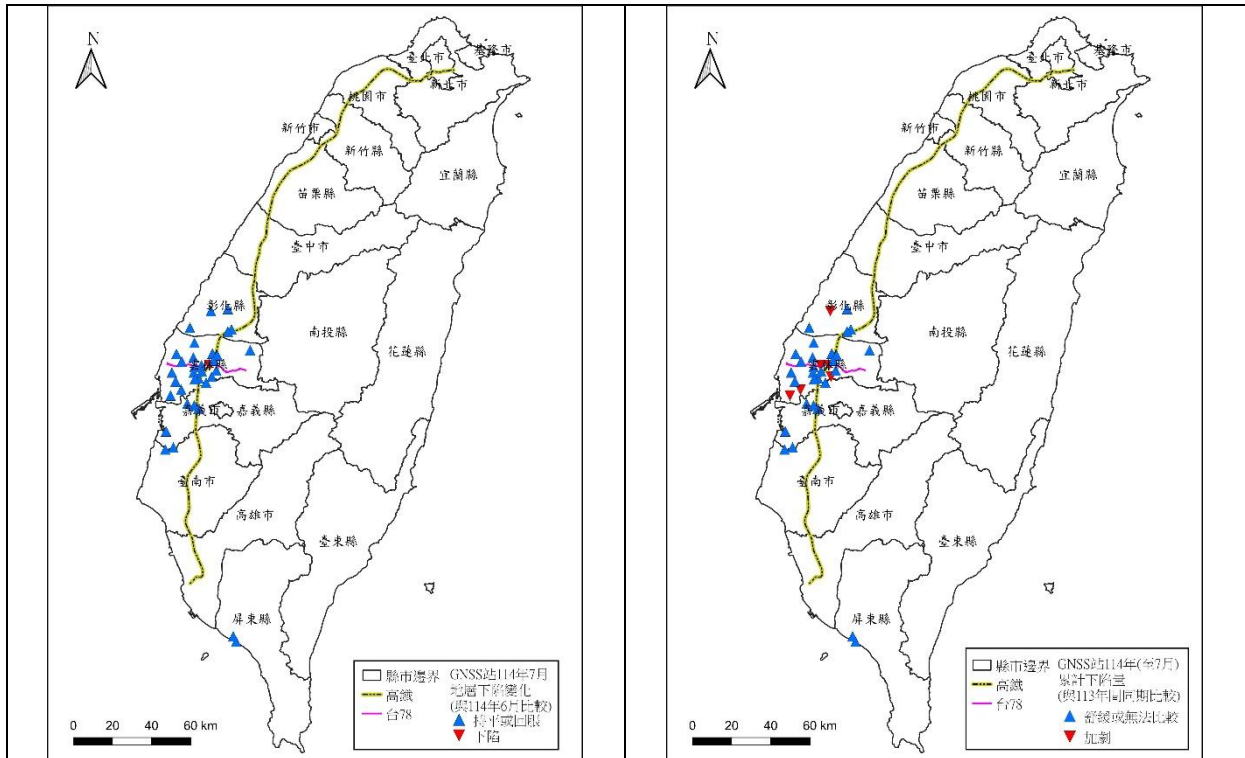 N
基隆市
臺北市
新北市
桃園市
新竹市
新竹縣
宜蘭縣
苗栗縣
臺中市
彰化縣
南投縣
花蓮縣
雲林縣
嘉義市
嘉義縣
臺南市
高雄市
臺東縣
屏東縣
縣市邊界
高鐵
台78
GNSS站114年7月
地層下陷變化
(與114年6月比較)
持平或回脹
下陷
0 20 40 60 km
N
基隆市
臺北市
新北市
桃園市
新竹市
新竹縣
宜蘭縣
苗栗縣
臺中市
彰化縣
南投縣
花蓮縣
雲林縣
嘉義市
嘉義縣
臺南市
高雄市
臺東縣
屏東縣
縣市邊界
高鐵
台78
GNSS站114年(至7月)
累計下陷量
(與113年同同期比較)
舒緩或無法比較
加劇
0 20 40 60 km